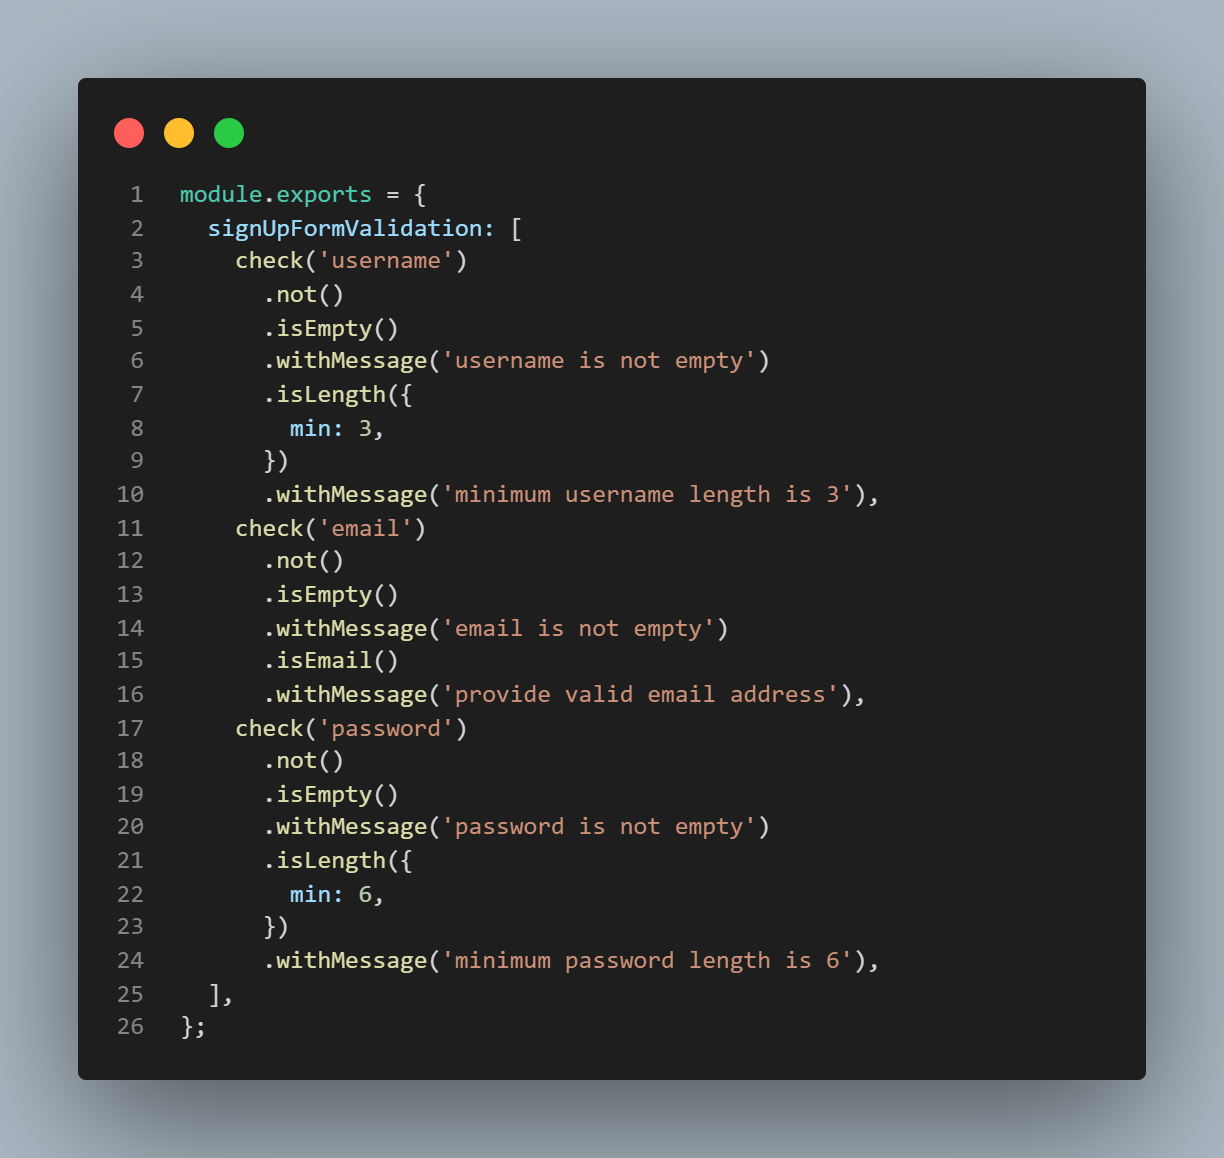 1 module.exports = {
2   signUpFormValidation: [
3     check('username')
4       .not()
5       .isEmpty()
6       .withMessage('username is not empty')
7       .isLength({
8         min: 3,
9       })
10       .withMessage('minimum username length is 3'),
11     check('email')
12       .not()
13       .isEmpty()
14       .withMessage('email is not empty')
15       .isEmail()
16       .withMessage('provide valid email address'),
17     check('password')
18       .not()
19       .isEmpty()
20       .withMessage('password is not empty')
21       .isLength({
22         min: 6,
23       })
24       .withMessage('minimum password length is 6'),
25   ],
26 };